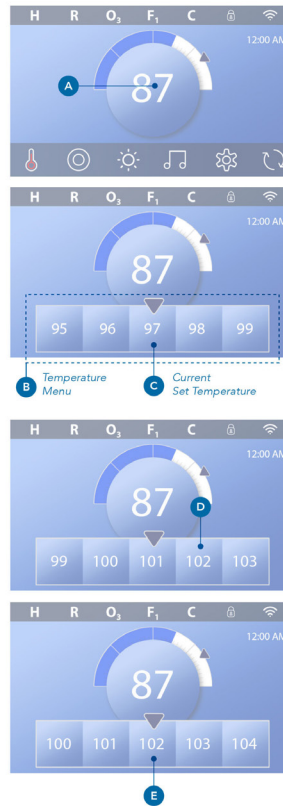 H R O3 F1 C
12:00 AM
A
87
H R O3 F1 C
12:00 AM
87
95 96 97 98 99
B Temperature Menu
C Current Set Temperature
H R O3 F1 C
12:00 AM
87
D
99 100 101 102 103
H R O3 F1 C
12:00 AM
87
100 101 102 103 104
E